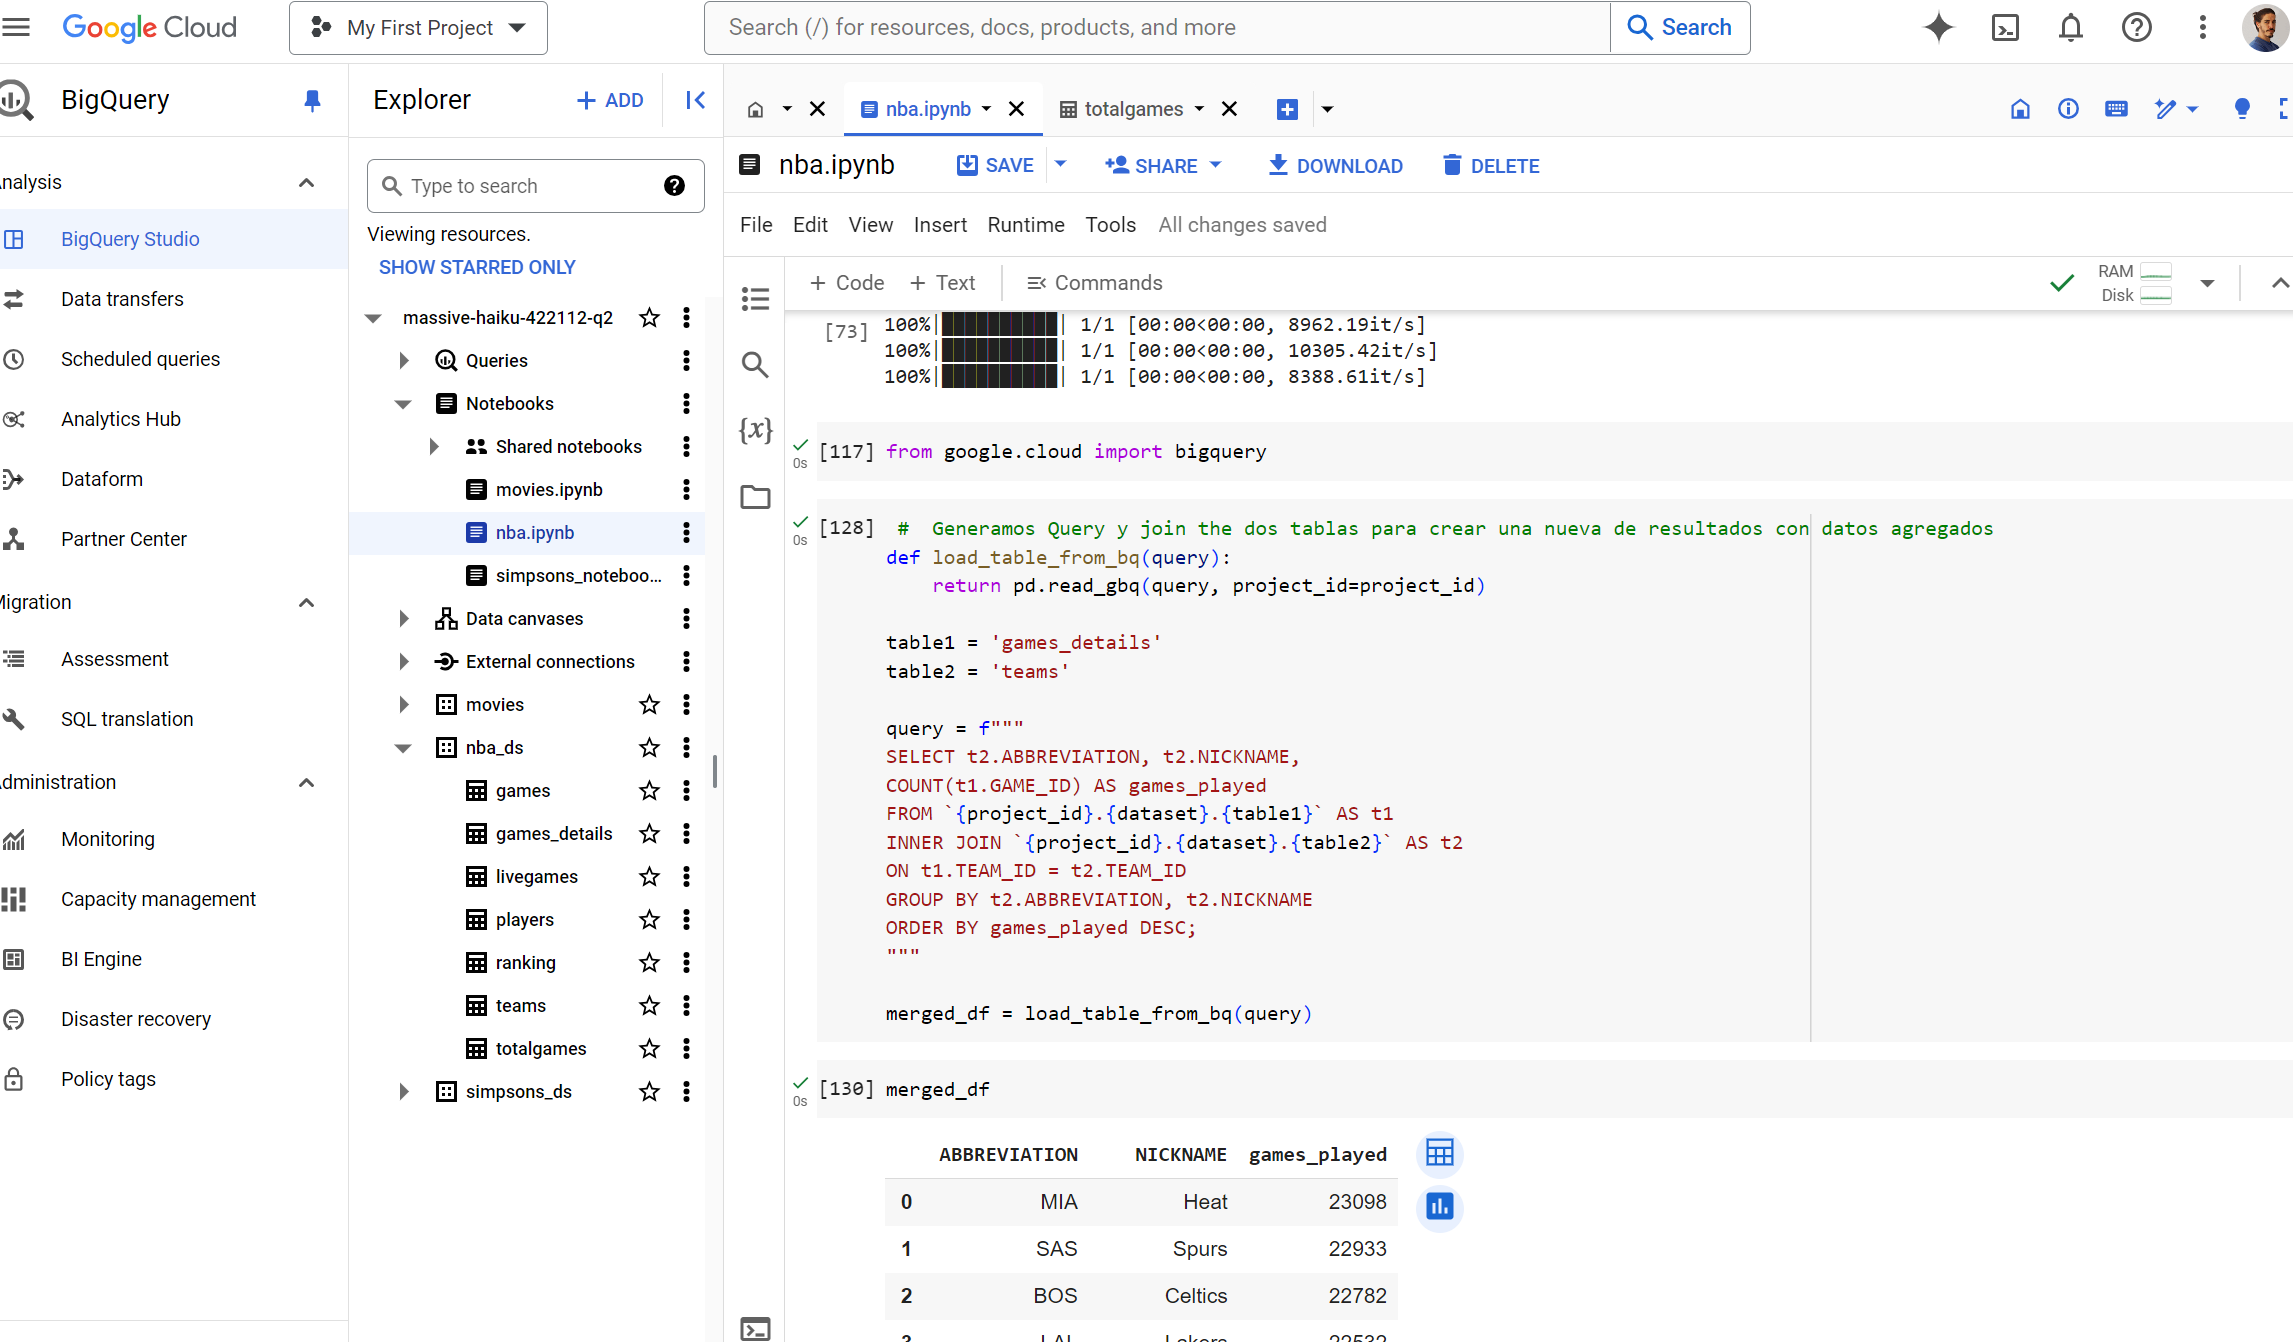 Google Cloud
My First Project
Search (/) for resources, docs, products, and more
Search
BigQuery
Explorer
ADD
nba.ipynb
totalgames
nba.ipynb
SAVE
SHARE
DOWNLOAD
DELETE
File Edit View Insert Runtime Tools All changes saved
+ Code + Text Commands
RAM
Disk
nalysis
BigQuery Studio
Data transfers
Scheduled queries
Analytics Hub
Dataform
Partner Center
Migration
Assessment
SQL translation
dministration
Monitoring
Capacity management
BI Engine
Disaster recovery
Policy tags
Type to search
Viewing resources.
SHOW STARRED ONLY
massive-haiku-422112-q2
Queries
Notebooks
Shared notebooks
movies.ipynb
nba.ipynb
simpsons_noteboo...
Data canvases
External connections
movies
nba_ds
games
games_details
livegames
players
ranking
teams
totalgames
simpsons_ds
[73]
100%| | 1/1 [00:00<00:00, 8962.19it/s]
100%| | 1/1 [00:00<00:00, 10305.42it/s]
100%| | 1/1 [00:00<00:00, 8388.61it/s]
0s
[117] from google.cloud import bigquery
0s
[128] # Generamos Query y join the dos tablas para crear una nueva de resultados con datos agregados
def load_table_from_bq(query):
return pd.read_gbq(query, project_id=project_id)
table1 = 'games_details'
table2 = 'teams'
query = f"""
SELECT t2.ABBREVIATION, t2.NICKNAME,
COUNT(t1.GAME_ID) AS games_played
FROM `{project_id}.{dataset}.{table1}` AS t1
INNER JOIN `{project_id}.{dataset}.{table2}` AS t2
ON t1.TEAM_ID = t2.TEAM_ID
GROUP BY t2.ABBREVIATION, t2.NICKNAME
ORDER BY games_played DESC;
"""
merged_df = load_table_from_bq(query)
0s
[130] merged_df
ABBREVIATION NICKNAME games_played
0 MIA Heat 23098
1 SAS Spurs 22933
2 BOS Celtics 22782
3 LAL Lakers 22532